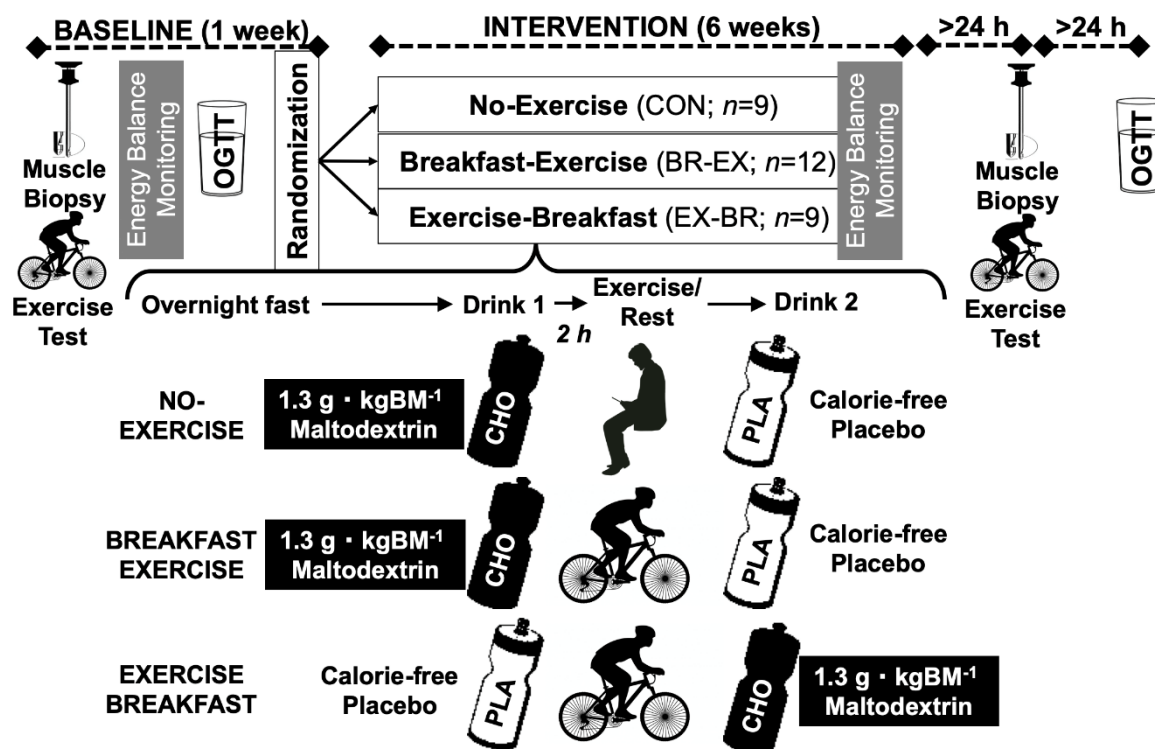 BASELINE (1 week)
INTERVENTION (6 weeks)
>24 h
>24 h
Muscle
Biopsy
Exercise
Test
Energy Balance
Monitoring
OGTT
Randomization
No-Exercise (CON; n=9)
Breakfast-Exercise (BR-EX; n=12)
Exercise-Breakfast (EX-BR; n=9)
Energy Balance
Monitoring
Muscle
Biopsy
Exercise
Test
OGTT
Overnight fast
Drink 1
2 h
Exercise/
Rest
Drink 2
NO-
EXERCISE
1.3 g · kgBM⁻¹
Maltodextrin
CHO
PLA
Calorie-free
Placebo
BREAKFAST
EXERCISE
1.3 g · kgBM⁻¹
Maltodextrin
CHO
PLA
Calorie-free
Placebo
EXERCISE
BREAKFAST
Calorie-free
Placebo
PLA
CHO
1.3 g · kgBM⁻¹
Maltodextrin